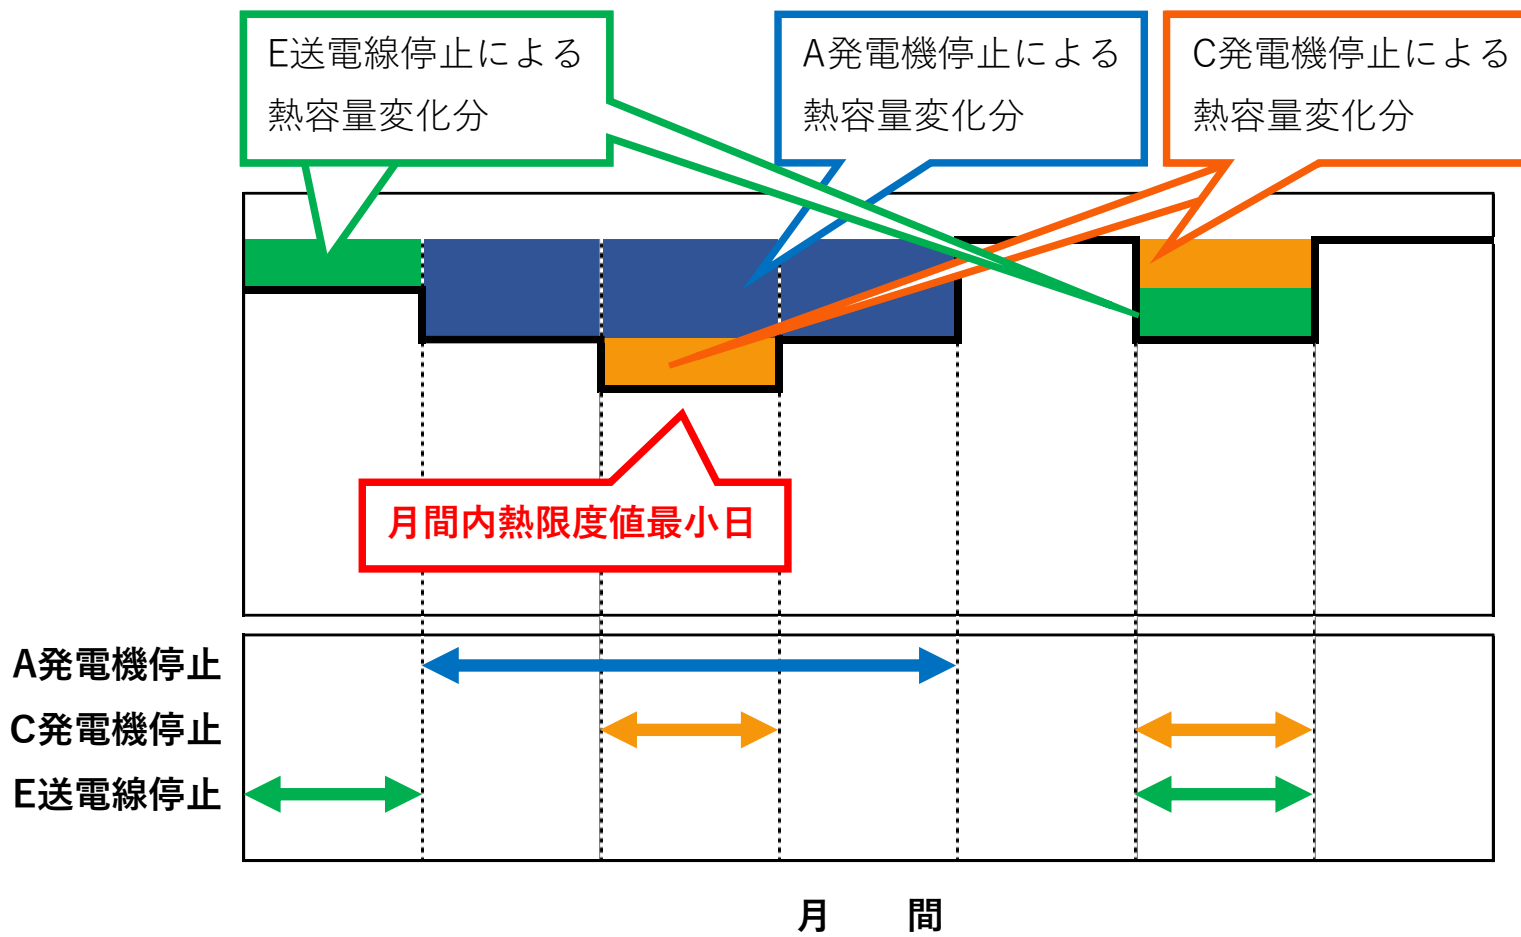 E送電線停止による
熱容量変化分
A発電機停止による
熱容量変化分
C発電機停止による
熱容量変化分
月間内熱限度値最小日
A発電機停止
C発電機停止
E送電線停止
月　　間